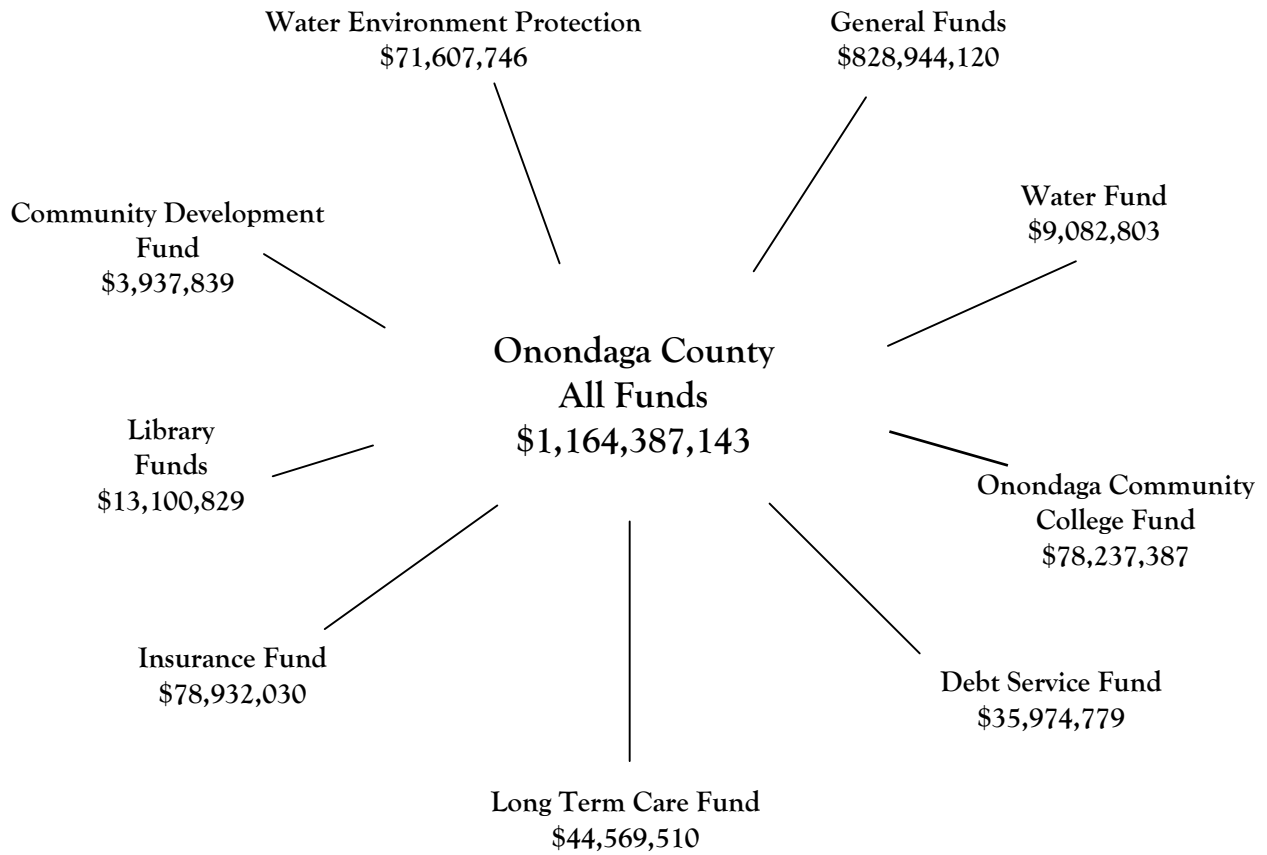 Water Environment Protection
$71,607,746
General Funds
$828,944,120
Water Fund
$9,082,803
Community Development
Fund
$3,937,839
Onondaga County
All Funds
$1,164,387,143
Library
Funds
$13,100,829
Onondaga Community
College Fund
$78,237,387
Insurance Fund
$78,932,030
Debt Service Fund
$35,974,779
Long Term Care Fund
$44,569,510